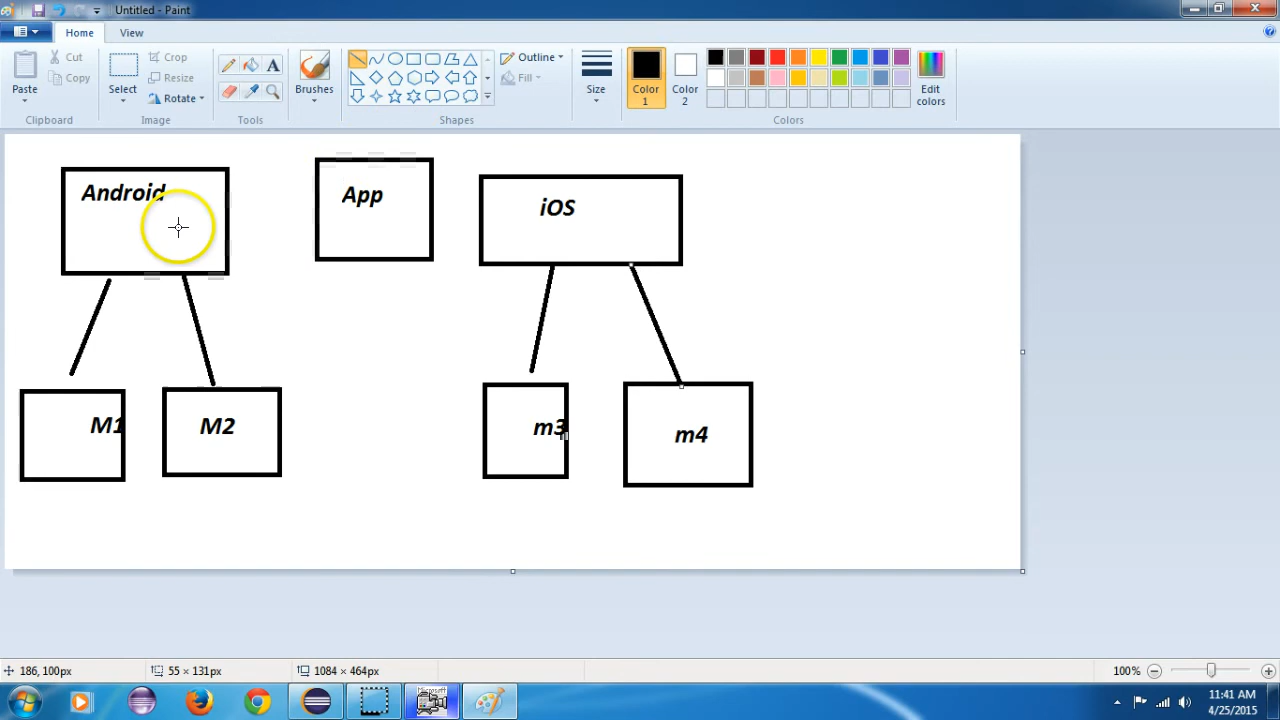 Untitled - Paint
Home
View
Paste
Cut
Copy
Clipboard
Select
Crop
Resize
Rotate
Image
Tools
Brushes
Shapes
Outline
Fill
Size
Color 1
Color 2
Edit colors
Colors
Android
App
iOS
M1
M2
m3
m4
186, 100px
55 × 131px
1084 × 464px
100%
Microsoft
11:41 AM
4/25/2015